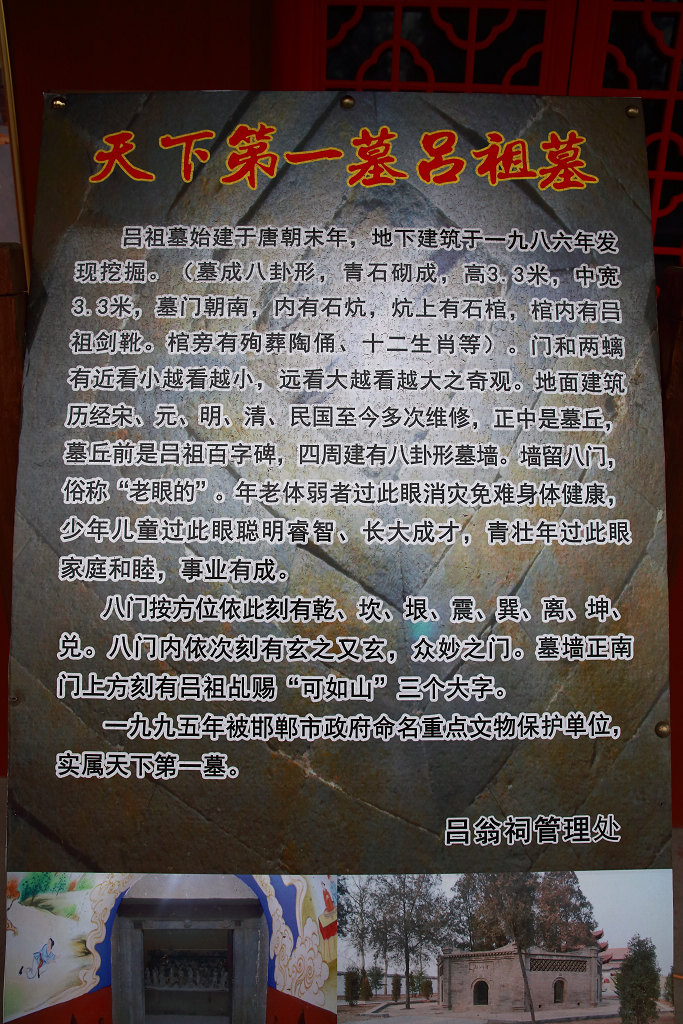 天下第一墓吕祖墓
吕祖墓始建于唐朝末年，地下建筑于一九八六年发
现挖掘。（墓成八卦形，青石砌成，高3.3米，中宽
3.3米，墓门朝南，内有石炕，炕上有石棺，棺内有吕
祖剑靴。棺旁有殉葬陶俑、十二生肖等）。门和两螭
有近看小越看越小，远看大越看越大之奇观。地面建筑
历经宋、元、明、清、民国至今多次维修，正中是墓丘，
墓丘前是吕祖百字碑，四周建有八卦形墓墙。墙留八门，
俗称“老眼的”。年老体弱者过此眼消灾免难身体健康，
少年儿童过此眼聪明睿智、长大成才，青壮年过此眼
家庭和睦，事业有成。
八门按方位依此刻有乾、坎、垠、震、巽、离、坤、
兑。八门内依次刻有玄之又玄，众妙之门。墓墙正南
门上方刻有吕祖乩赐“可如山”三个大字。
一九九五年被邯郸市政府命名重点文物保护单位，
实属天下第一墓。
吕翁祠管理处